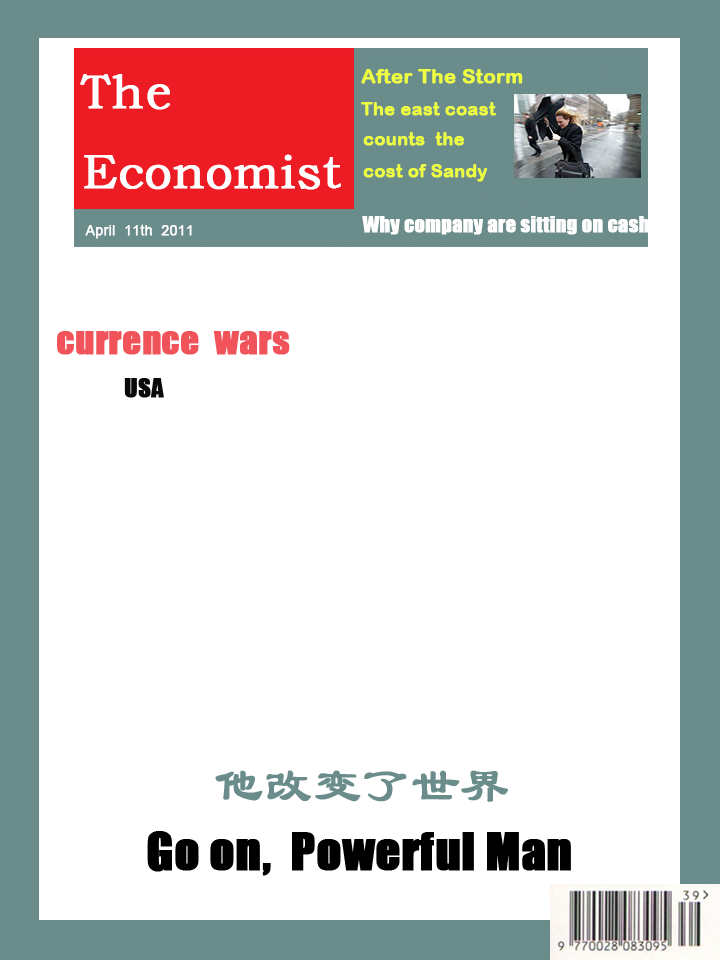 The
Economist
April 11th 2011
After The Storm
The east coast
counts the
cost of Sandy
Why company are sitting on cash
currence wars
USA
他改变了世界
Go on, Powerful Man
39>
9 770028 083095